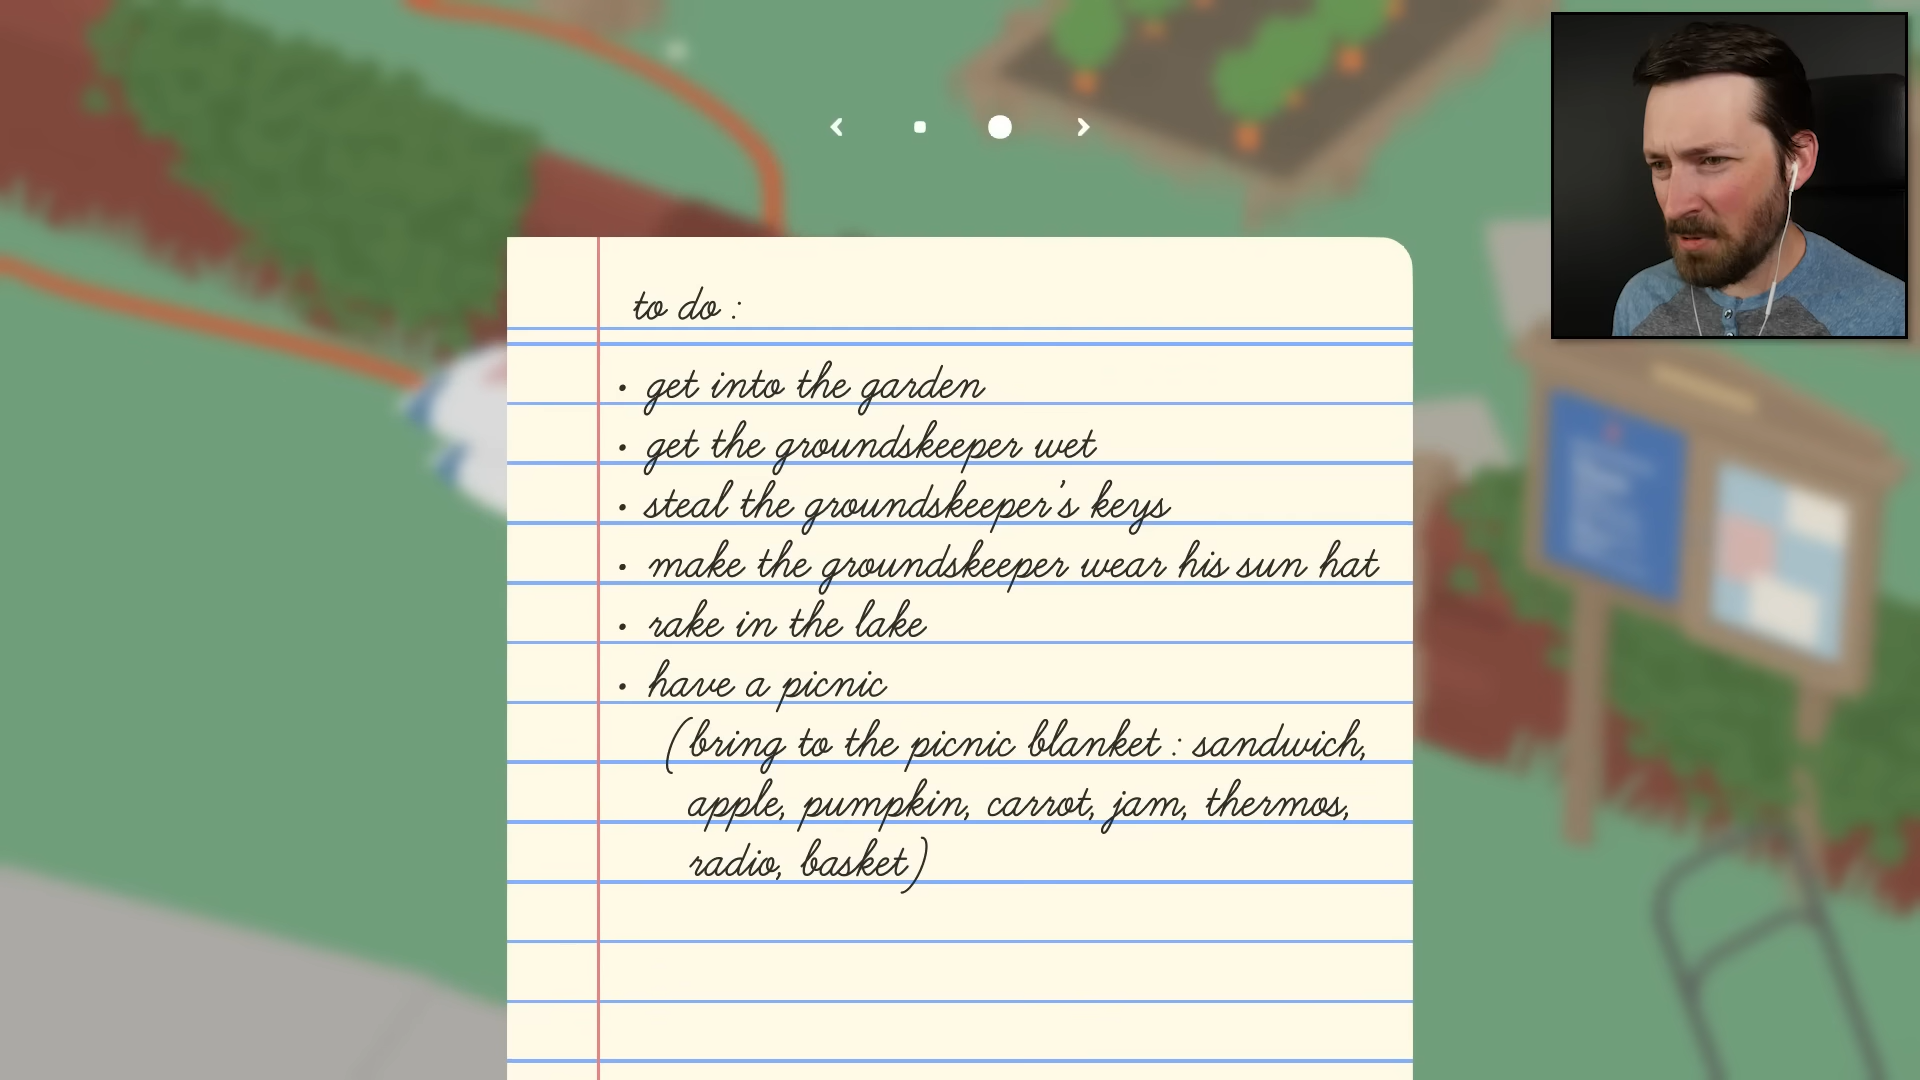 to do :
• get into the garden
• get the groundskeeper wet
• steal the groundskeeper's keys
• make the groundskeeper wear his sun hat
• rake in the lake
• have a picnic
(bring to the picnic blanket : sandwich,
apple, pumpkin, carrot, jam, thermos,
radio, basket)